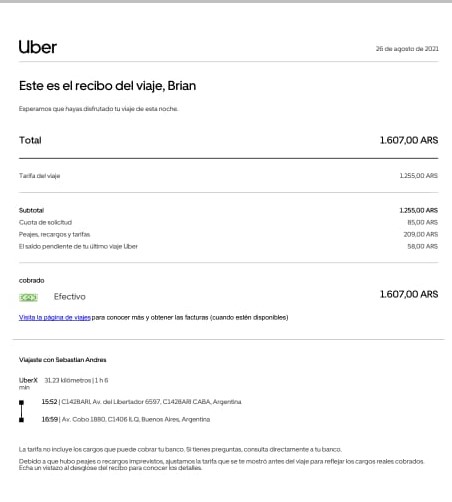 Uber
26 de agosto de 2021
Este es el recibo del viaje, Brian
Esperamos que hayas disfrutado tu viaje de esta noche.
Total 1.607,00 ARS
Tarifa del viaje 1.255,00 ARS
Subtotal 1.255,00 ARS
Cuota de solicitud 85,00 ARS
Peajes, recargos y tarifas 209,00 ARS
El saldo pendiente de tu último viaje Uber 58,00 ARS
cobrado
Efectivo 1.607,00 ARS
Visita la página de viajes para conocer más y obtener las facturas (cuando estén disponibles)
Viajaste con Sebastian Andres
UberX 31.23 kilómetros | 1 h 6
min
15:52 | C1428ARI, Av. del Libertador 6597, C1428ARI CABA, Argentina
16:59 | Av. Cobo 1880, C1406 ILQ, Buenos Aires, Argentina
La tarifa no incluye los cargos que puede cobrar tu banco. Si tienes preguntas, consulta directamente a tu banco.
Debido a que hubo peajes o recargos imprevistos, ajustamos la tarifa que se te mostró antes del viaje para reflejar los cargos reales cobrados.
Echa un vistazo al desglose del recibo para conocer los detalles.